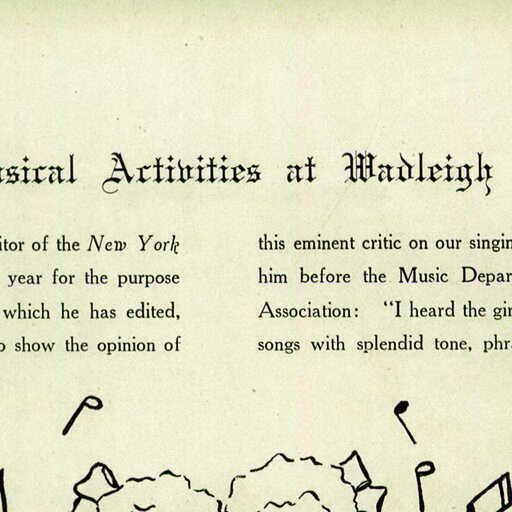 Musical Activities at Wadleigh
itor of the New York
year for the purpose
which he has edited,
o show the opinion of
this eminent critic on our singin
him before the Music Depar
Association: "I heard the gir
songs with splendid tone, phra